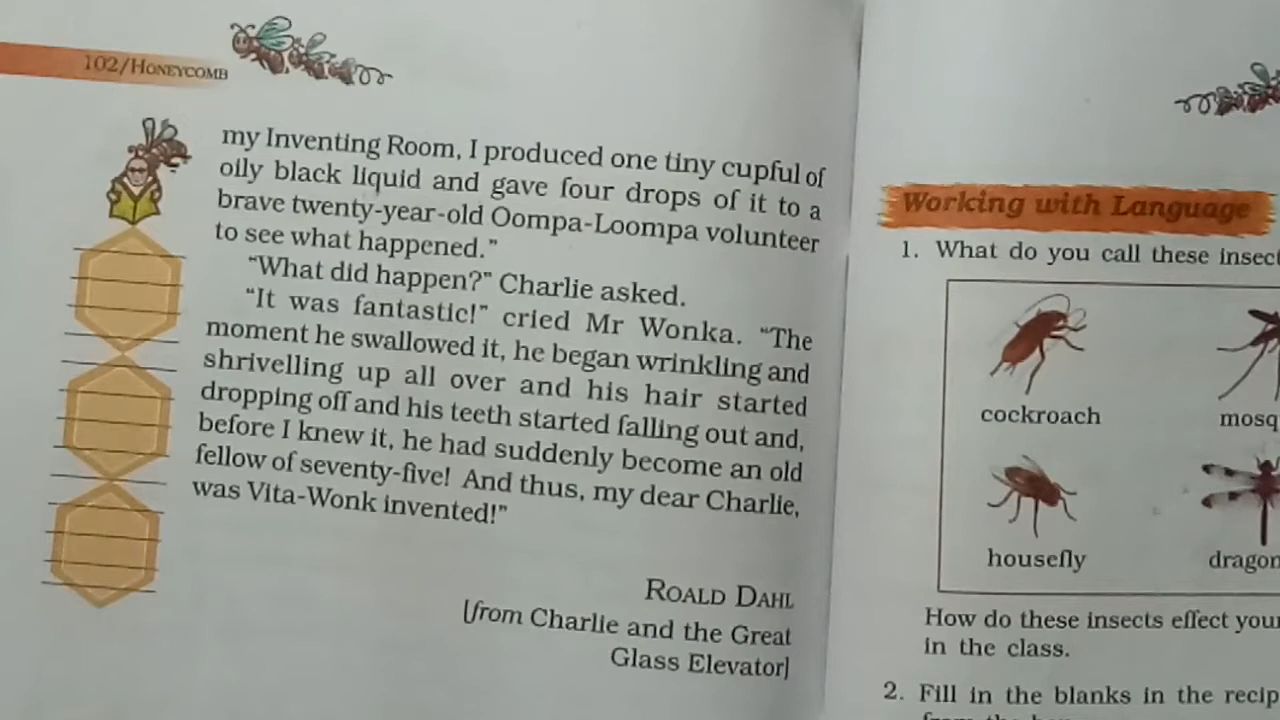 102/HONEYCOMB
my Inventing Room, I produced one tiny cupful of
oily black liquid and gave four drops of it to a
brave twenty-year-old Oompa-Loompa volunteer
to see what happened."
"What did happen?" Charlie asked.
"It was fantastic!" cried Mr Wonka. "The
moment he swallowed it, he began wrinkling and
shrivelling up all over and his hair started
dropping off and his teeth started falling out and,
before I knew it, he had suddenly become an old
fellow of seventy-five! And thus, my dear Charlie,
was Vita-Wonk invented!"
ROALD DAHL
[from Charlie and the Great
Glass Elevator]
Working with Language
1. What do you call these insect
cockroach
mosq
housefly
dragon
How do these insects effect your
in the class.
2. Fill in the blanks in the recip